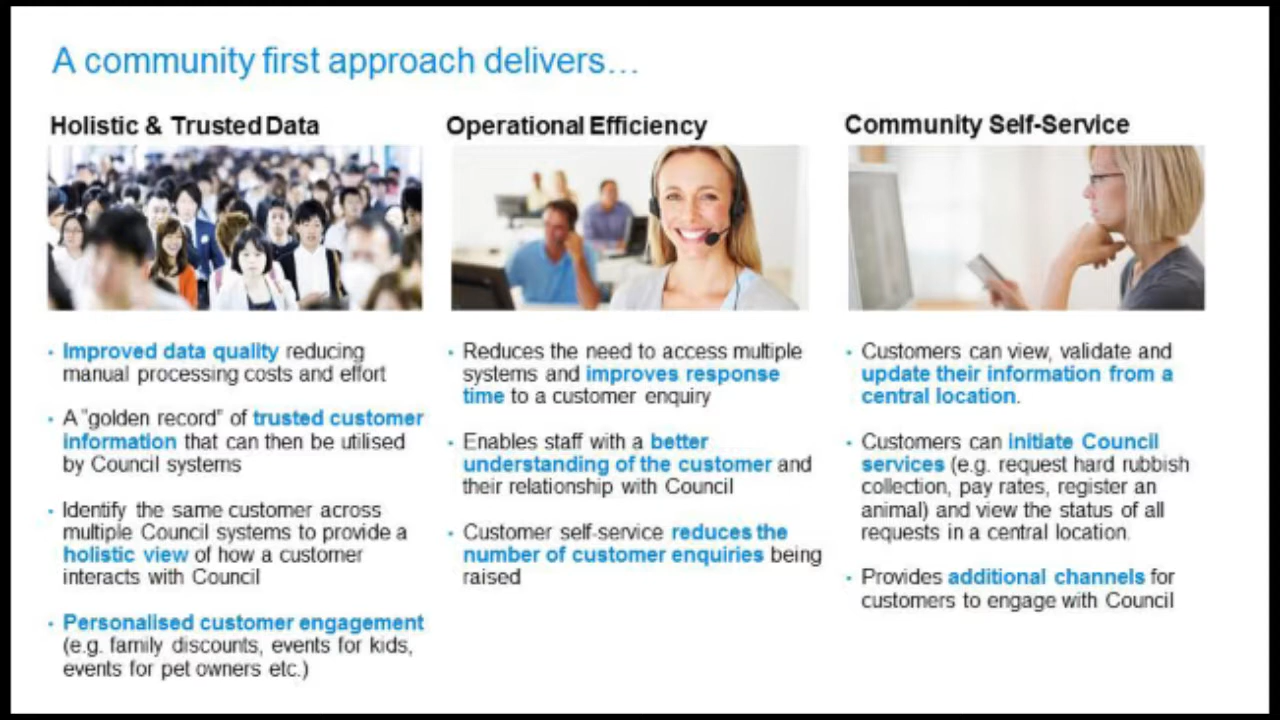 A community first approach delivers…
Holistic & Trusted Data
• Improved data quality reducing
manual processing costs and effort
• A "golden record" of trusted customer
information that can then be utilised
by Council systems
• Identify the same customer across
multiple Council systems to provide a
holistic view of how a customer
interacts with Council
• Personalised customer engagement
(e.g. family discounts, events for kids,
events for pet owners etc.)
Operational Efficiency
• Reduces the need to access multiple
systems and improves response
time to a customer enquiry
• Enables staff with a better
understanding of the customer and
their relationship with Council
• Customer self-service reduces the
number of customer enquiries being
raised
Community Self-Service
• Customers can view, validate and
update their information from a
central location.
• Customers can initiate Council
services (e.g. request hard rubbish
collection, pay rates, register an
animal) and view the status of all
requests in a central location.
• Provides additional channels for
customers to engage with Council